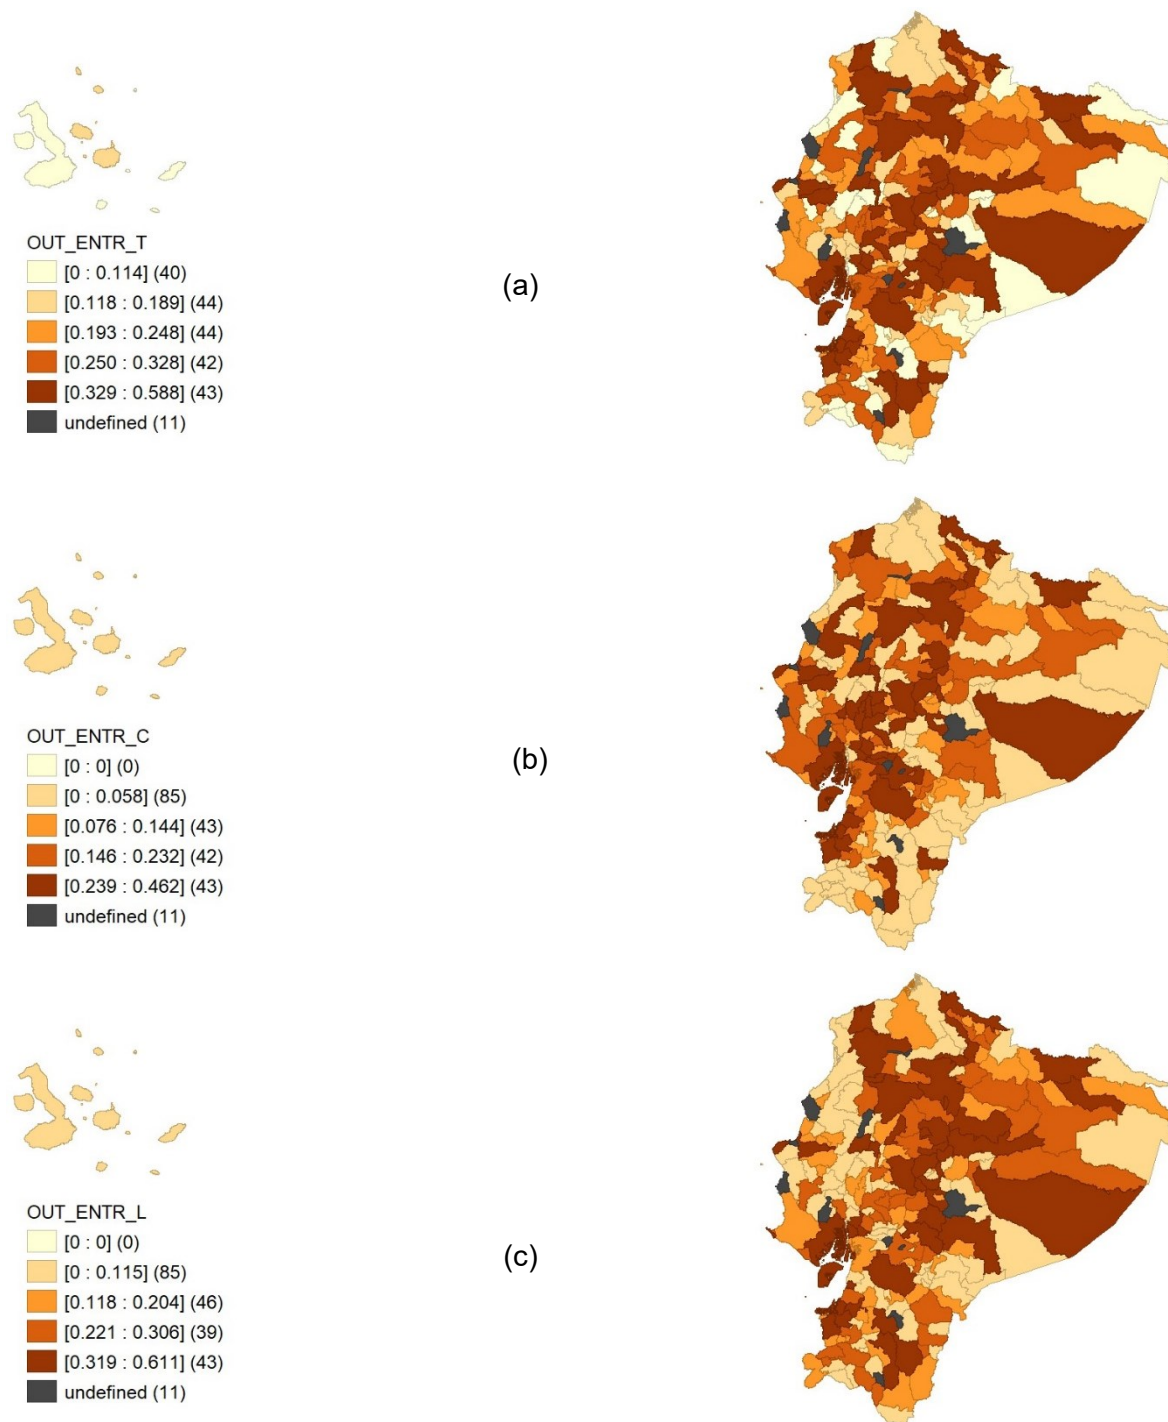 OUT_ENTR_T
[0 : 0.114] (40)
[0.118 : 0.189] (44)
[0.193 : 0.248] (44)
[0.250 : 0.328] (42)
[0.329 : 0.588] (43)
undefined (11)
(a)
OUT_ENTR_C
[0 : 0] (0)
[0 : 0.058] (85)
[0.076 : 0.144] (43)
[0.146 : 0.232] (42)
[0.239 : 0.462] (43)
undefined (11)
(b)
OUT_ENTR_L
[0 : 0] (0)
[0 : 0.115] (85)
[0.118 : 0.204] (46)
[0.221 : 0.306] (39)
[0.319 : 0.611] (43)
undefined (11)
(c)